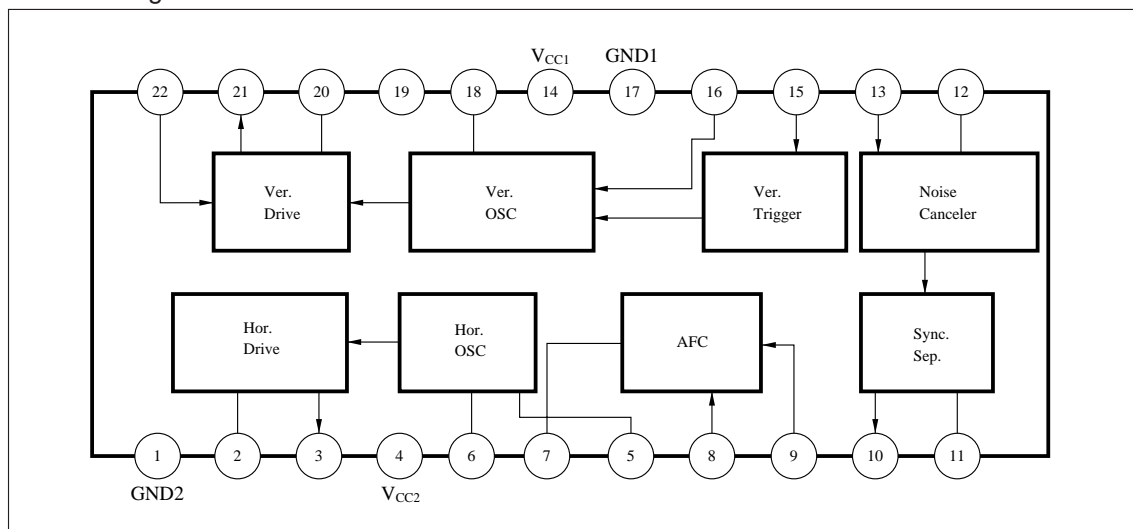 V_CC1 GND1
22 21 20 19 18 14 17 16 15 13 12
Ver.
Drive
Ver.
OSC
Ver.
Trigger
Noise
Canceler
Hor.
Drive
Hor.
OSC
AFC
Sync.
Sep.
1 2 3 4 6 7 5 8 9 10 11
GND2 V_CC2